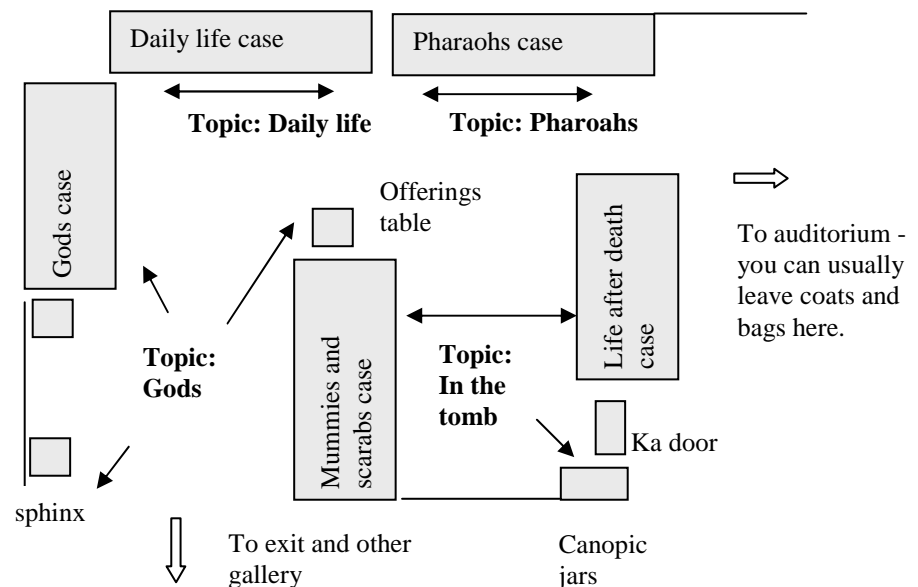 Daily life case
Pharaohs case
Topic: Daily life
Topic: Pharoahs
Gods case
Offerings
table
To auditorium -
you can usually
leave coats and
bags here.
Topic:
Gods
Mummies and
scarabs case
Topic:
In the
tomb
Life after death
case
Ka door
sphinx
To exit and other
gallery
Canopic
jars